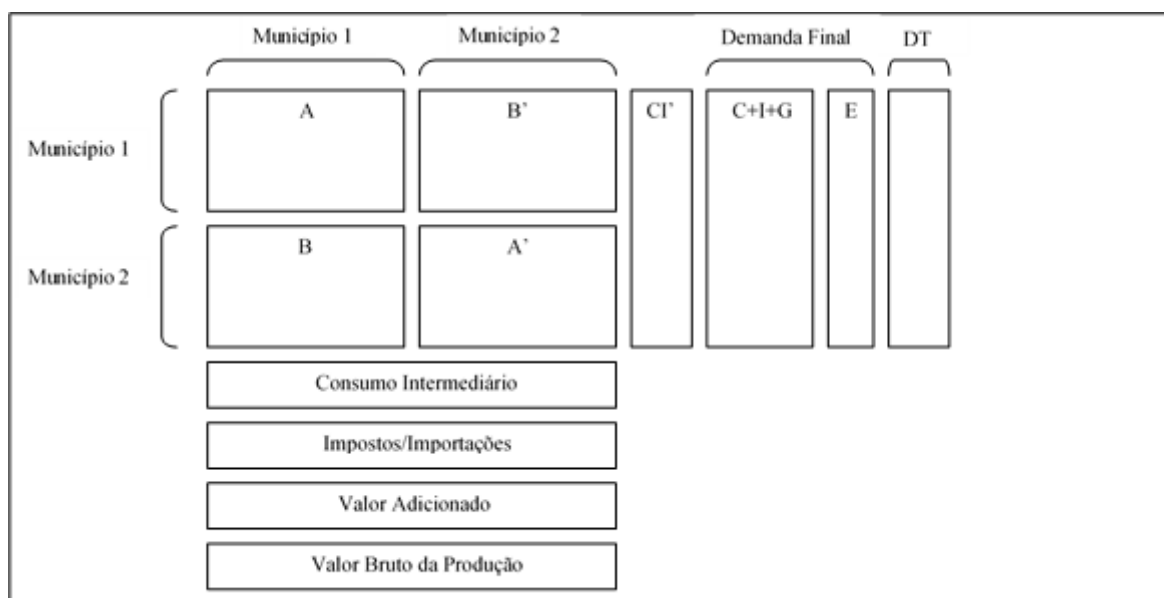 Município 1 Município 2 Demanda Final DT
Município 1 A B’ CI’ C+I+G E
Município 2 B A’
Consumo Intermediário
Impostos/Importações
Valor Adicionado
Valor Bruto da Produção